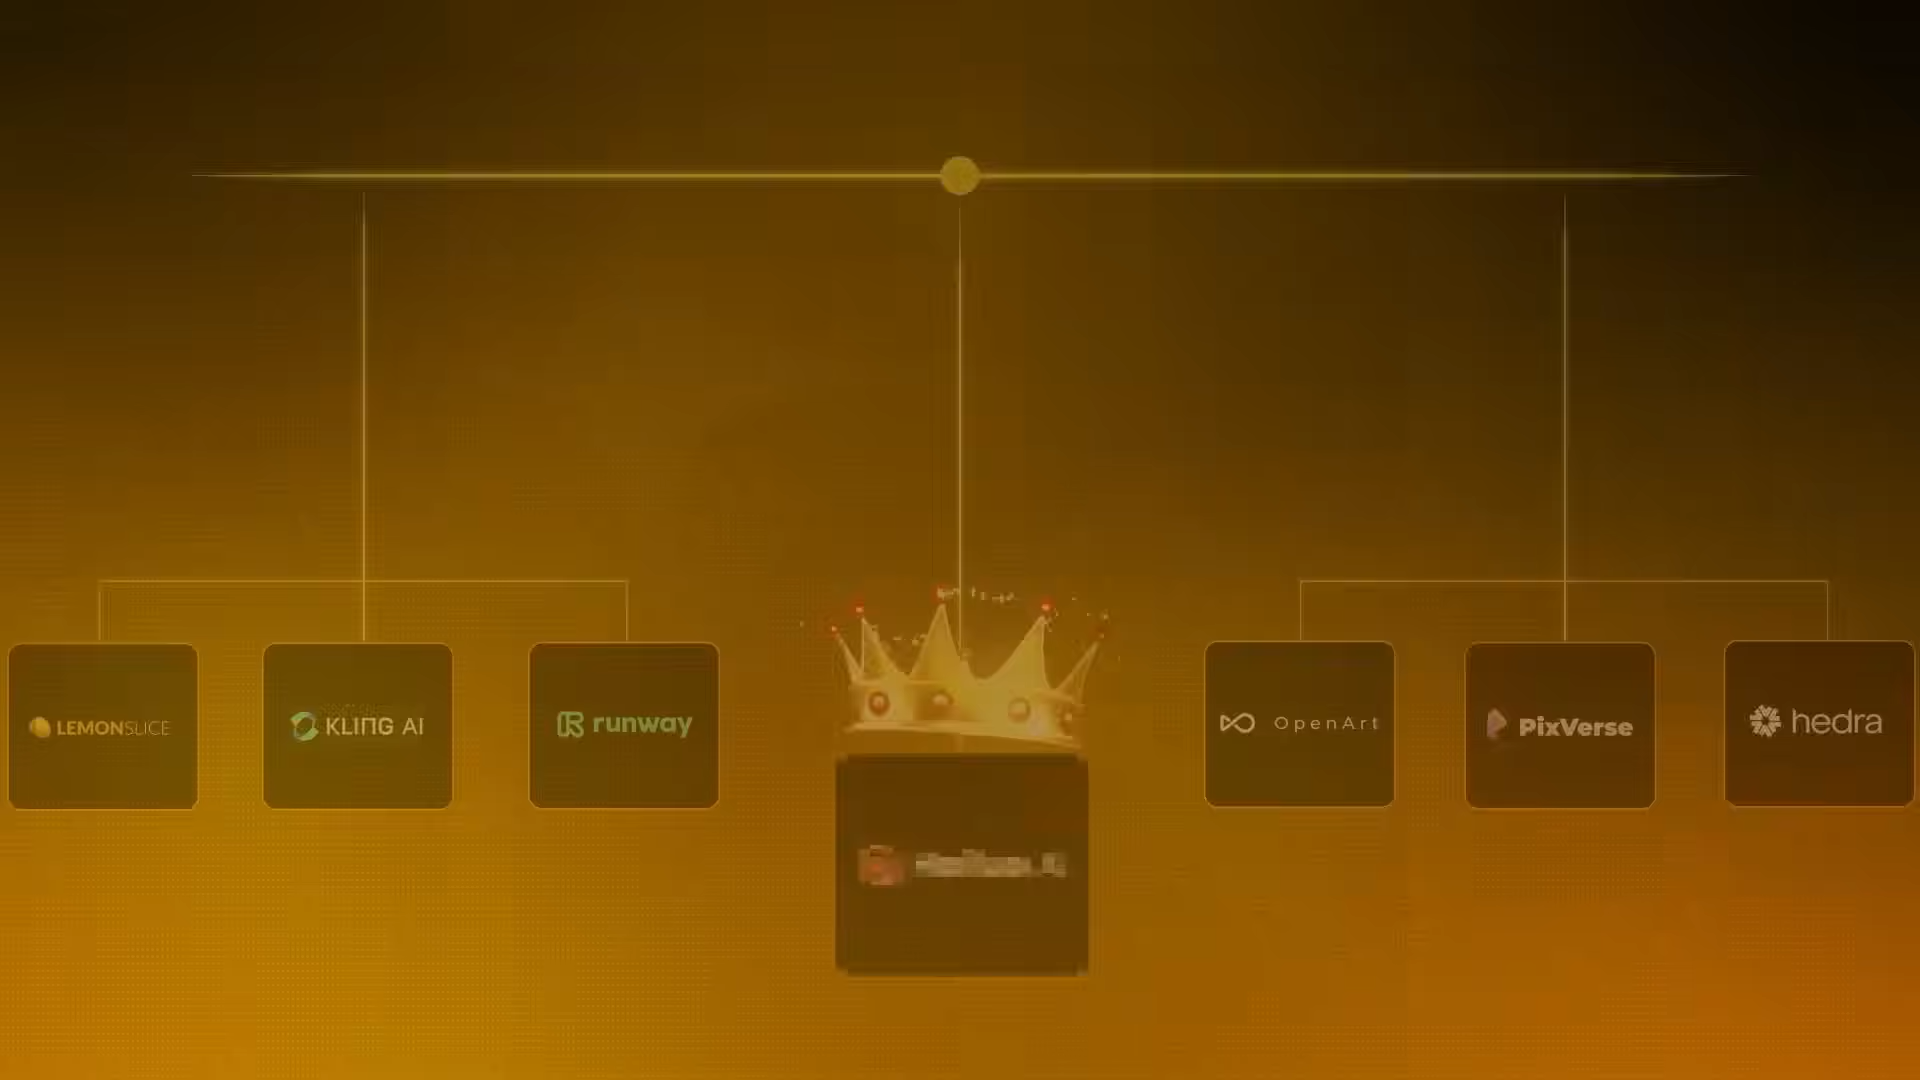 LEMONSLICE
KLING AI
runway
OpenArt
PixVerse
hedra